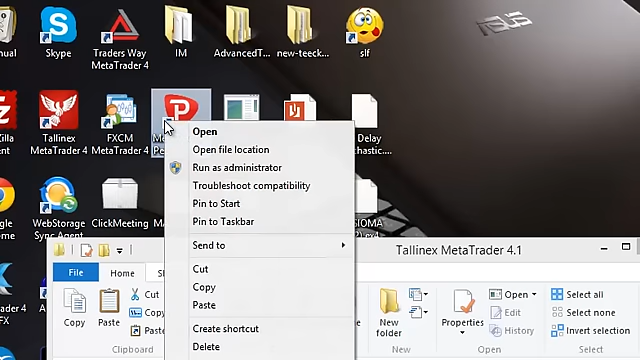 Skype
Traders Way
MetaTrader 4
IM
AdvancedT...
new-teeck...
slf
ASUS
Tallinex
MetaTrader 4
FXCM
MetaTrader 4
Delay
WebStorage
Sync Agent
ClickMeeting
Open
Open file location
Run as administrator
Troubleshoot compatibility
Pin to Start
Pin to Taskbar
Send to
Cut
Copy
Paste
Create shortcut
Delete
Tallinex MetaTrader 4.1
File
Home
Copy
Paste
Cut
Copy
Paste
Clipboard
New
folder
New
Properties
Open
Edit
History
Open
Select all
Select none
Invert selection
Select